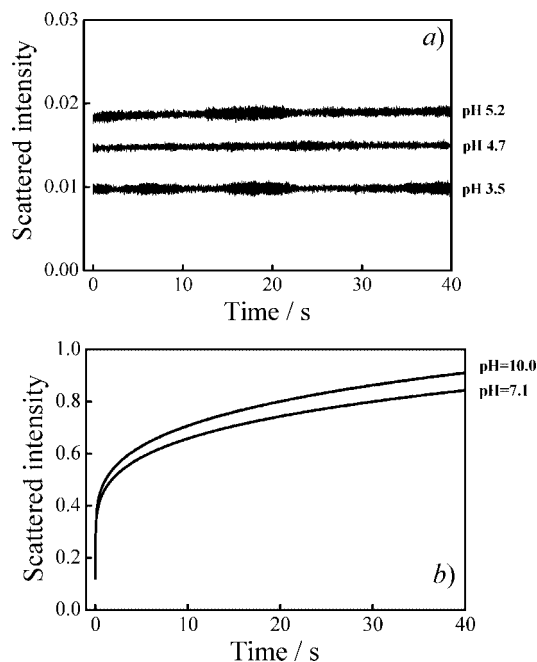 0.03
a)
Scattered intensity
0.02
pH 5.2
pH 4.7
0.01
pH 3.5
0.00
0 10 20 30 40
Time / s
1.0
pH=10.0
0.8
pH=7.1
Scattered intensity
0.6
0.4
0.2
b)
0.0
0 10 20 30 40
Time / s